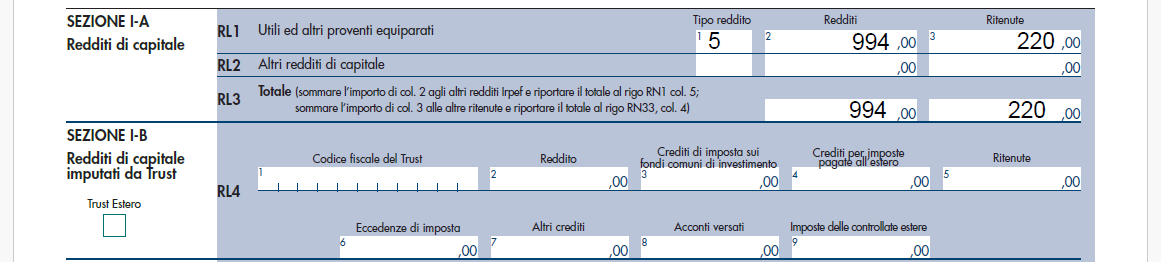 SEZIONE I-A
Redditi di capitale
Tipo reddito Redditi Ritenute
RL1 Utili ed altri proventi equiparati 1 5 2 994 ,00 3 220 ,00
RL2 Altri redditi di capitale ,00 ,00
RL3 Totale (sommare l'importo di col. 2 agli altri redditi Irpef e riportare il totale al rigo RN1 col. 5;
sommare l'importo di col. 3 alle altre ritenute e riportare il totale al rigo RN33, col. 4) 994 ,00 220 ,00
SEZIONE I-B
Redditi di capitale
imputati da Trust
Trust Estero
Codice fiscale del Trust Reddito Crediti di imposta sui
fondi comuni di investimento Crediti per imposte
pagate all'estero Ritenute
RL4 1 2 ,00 3 ,00 4 ,00 5 ,00
Eccedenze di imposta Altri crediti Acconti versati Imposte delle controllate estere
6 ,00 7 ,00 8 ,00 9 ,00